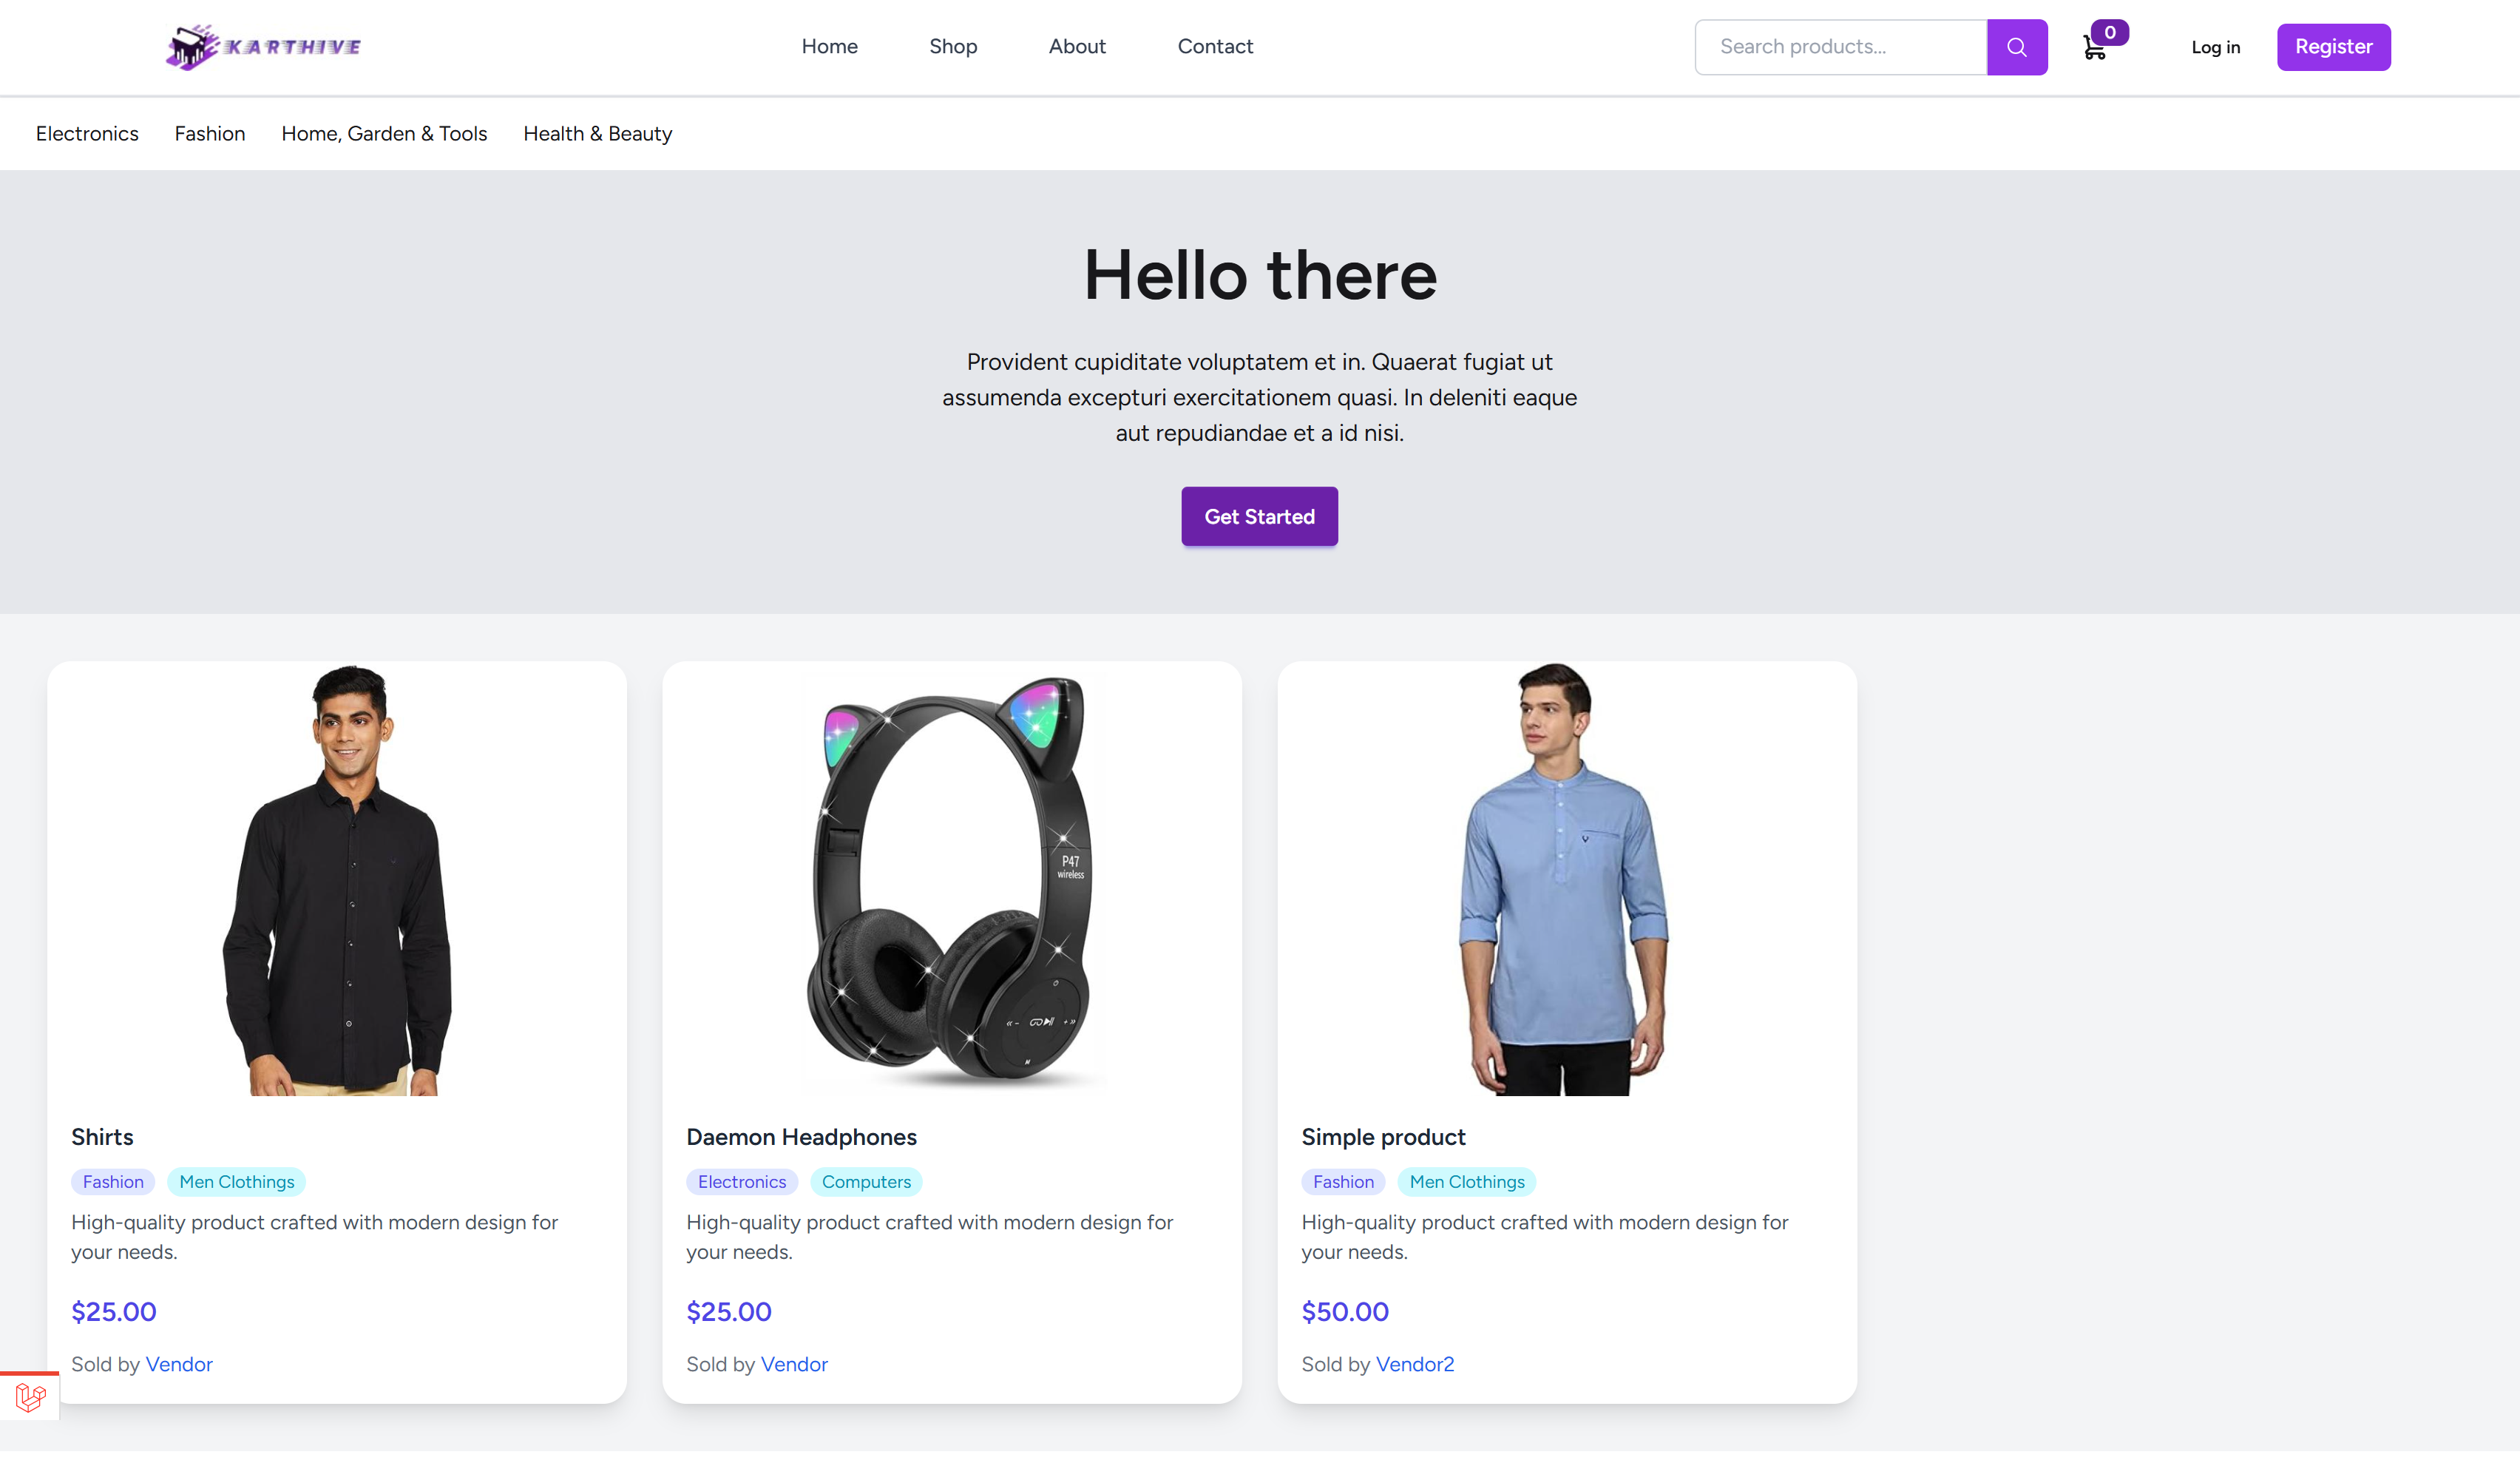 KARTHIVE
Home Shop About Contact
Search products...
0
Log in
Register
Electronics Fashion Home, Garden & Tools Health & Beauty
Hello there
Provident cupiditate voluptatem et in. Quaerat fugiat ut
assumenda excepturi exercitationem quasi. In deleniti eaque
aut repudiandae et a id nisi.
Get Started
P47
wireless
Shirts
Fashion Men Clothings
High-quality product crafted with modern design for
your needs.
$25.00
Sold by Vendor
Daemon Headphones
Electronics Computers
High-quality product crafted with modern design for
your needs.
$25.00
Sold by Vendor
Simple product
Fashion Men Clothings
High-quality product crafted with modern design for
your needs.
$50.00
Sold by Vendor2